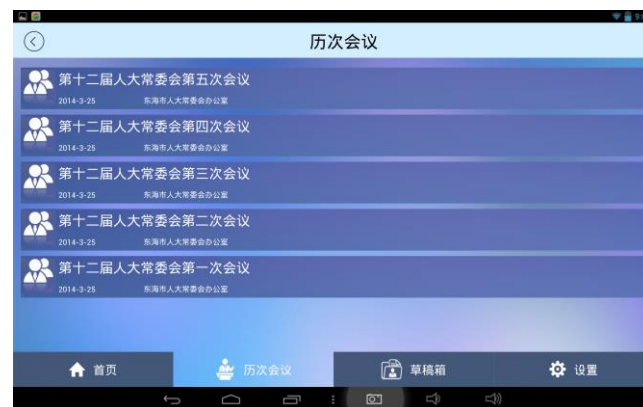 历次会议
第十二届人大常委会第五次会议
2014-3-25 东海市人大常委会办公室
第十二届人大常委会第四次会议
2014-3-25 东海市人大常委会办公室
第十二届人大常委会第三次会议
2014-3-25 东海市人大常委会办公室
第十二届人大常委会第二次会议
2014-3-25 东海市人大常委会办公室
第十二届人大常委会第一次会议
2014-3-25 东海市人大常委会办公室
首页 历次会议 草稿箱 设置